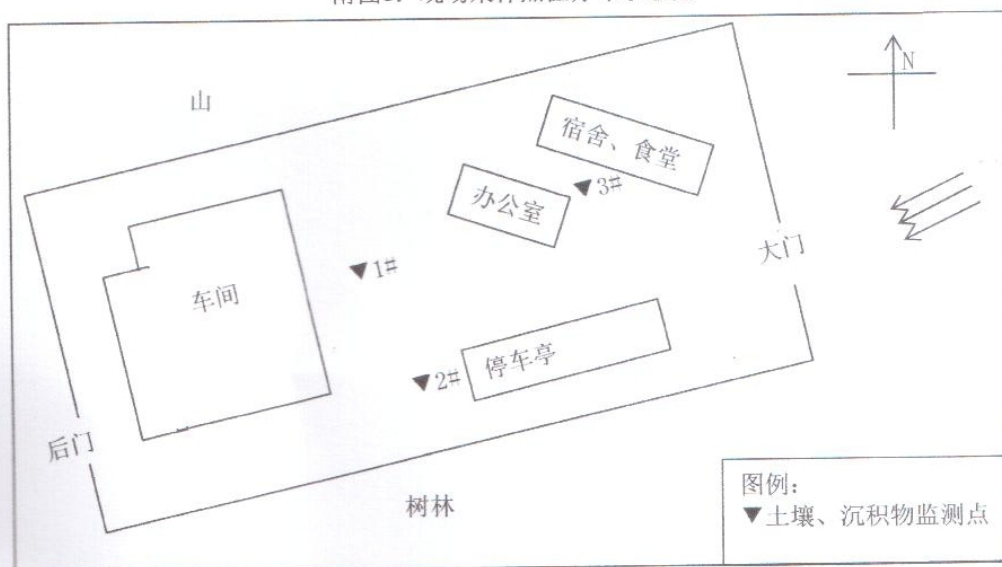 山
N
宿舍、食堂
▼3#
办公室
大门
▼1#
车间
停车亭
▼2#
后门
树林
图例：
▼土壤、沉积物监测点